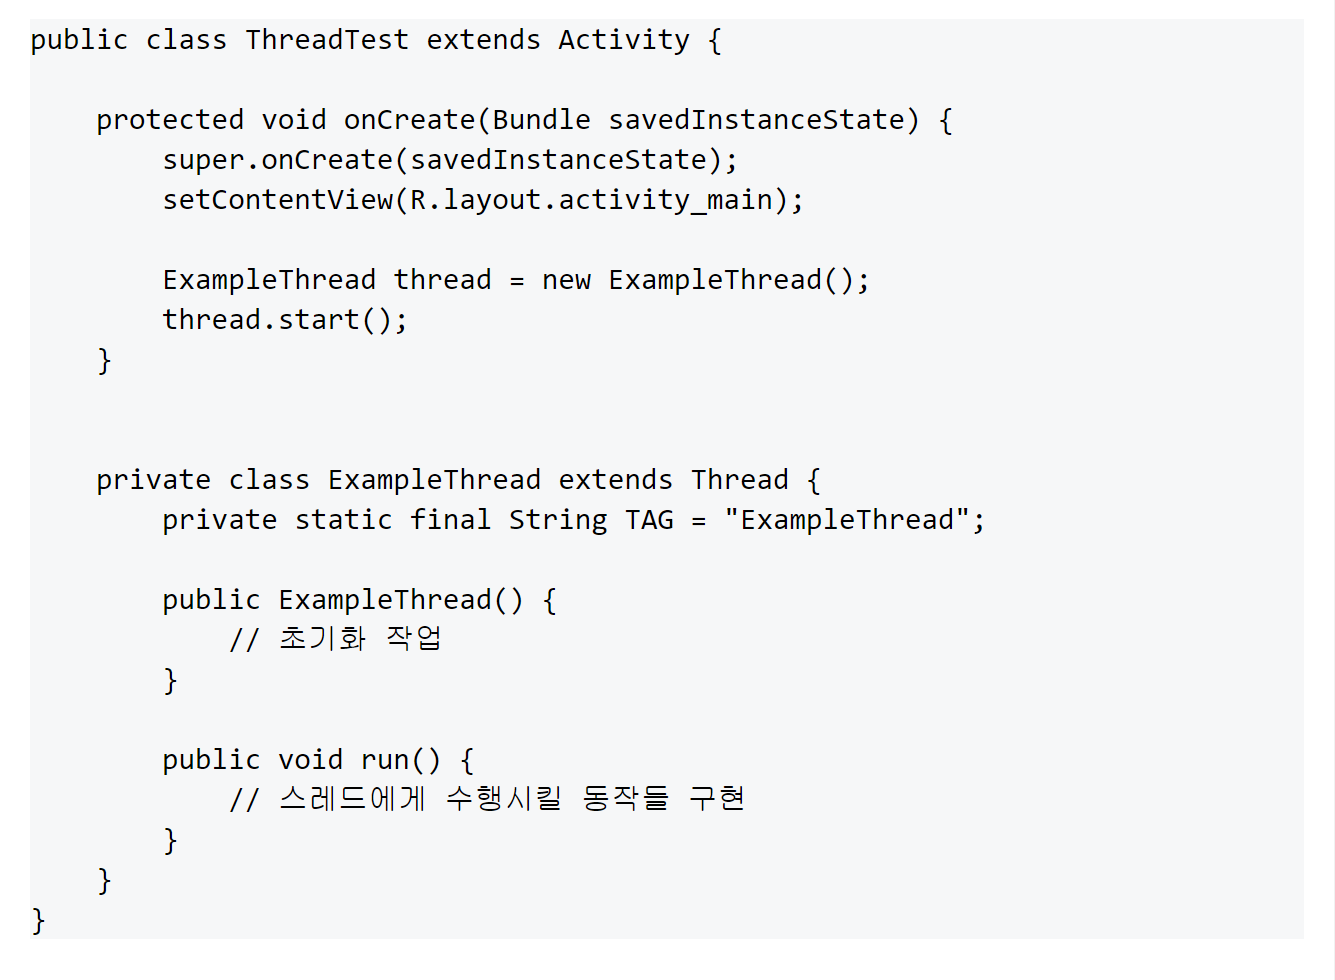 public class ThreadTest extends Activity {
protected void onCreate(Bundle savedInstanceState) {
super.onCreate(savedInstanceState);
setContentView(R.layout.activity_main);
ExampleThread thread = new ExampleThread();
thread.start();
}
private class ExampleThread extends Thread {
private static final String TAG = "ExampleThread";
public ExampleThread() {
// 초기화 작업
}
public void run() {
// 스레드에게 수행시킬 동작들 구현
}
}
}